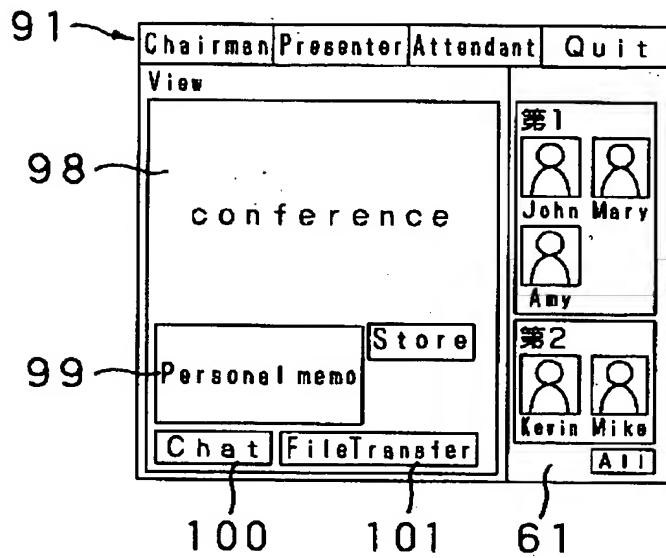 91
Chairman Presenter Attendant Quit
View
98
conference
第1
John Mary
Amy
99
Personal memo
Store
第2
Kevin Mike
Chat FileTransfer
All
100 101 61